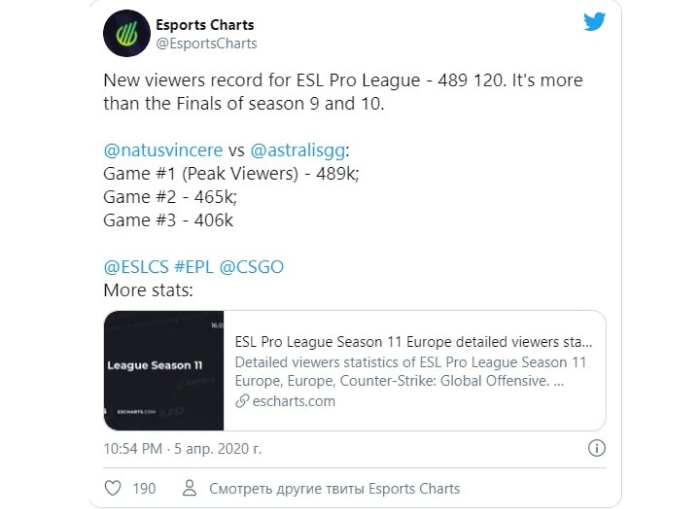 Esports Charts
@EsportsCharts
New viewers record for ESL Pro League - 489 120. It's more
than the Finals of season 9 and 10.
@natusvincere vs @astralisgg:
Game #1 (Peak Viewers) - 489k;
Game #2 - 465k;
Game #3 - 406k
@ESLCS #EPL @CSGO
More stats:
League Season 11
ESCHARTS.COM
ESL Pro League Season 11 Europe detailed viewers sta...
Detailed viewers statistics of ESL Pro League Season 11
Europe, Europe, Counter-Strike: Global Offensive. ...
escharts.com
10:54 PM · 5 апр. 2020 г.
190 Смотреть другие твиты Esports Charts